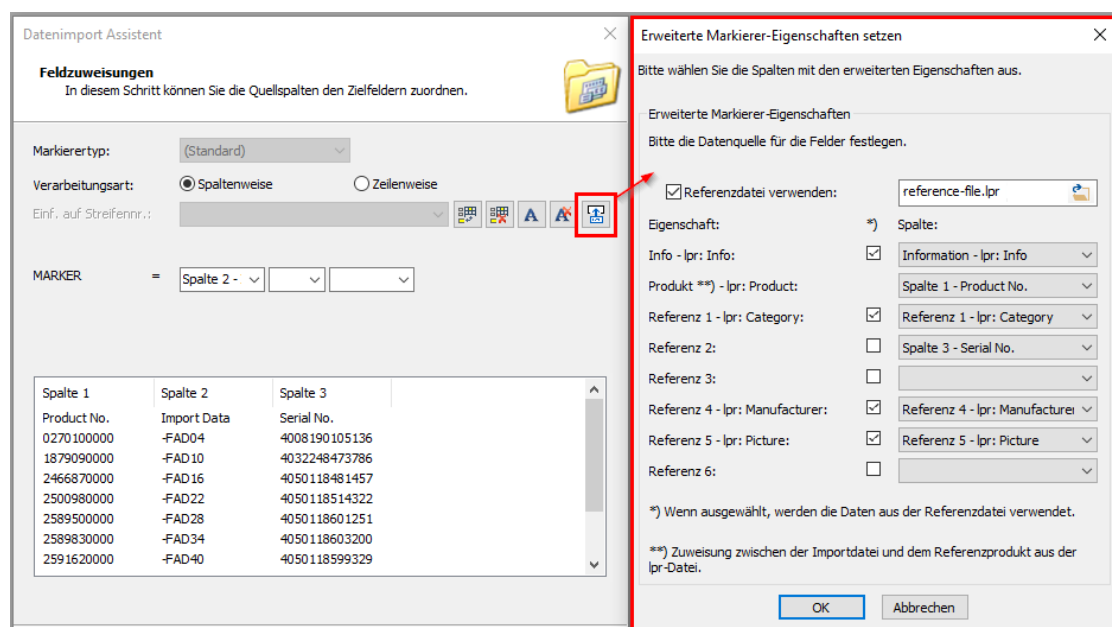 Datenimport Assistent
Feldzuweisungen
In diesem Schritt können Sie die Quellspalten den Zielfeldern zuordnen.
Markierertyp: (Standard)
Verarbeitungsart: Spaltenweise Zeilenweise
Einf. auf Streifennr.: A A
MARKER = Spalte 2 -
Spalte 1 Spalte 2 Spalte 3
Product No. Import Data Serial No.
0270100000 -FAD04 4008190105136
1879090000 -FAD10 4032248473786
2466870000 -FAD16 4050118481457
2500980000 -FAD22 4050118514322
2589500000 -FAD28 4050118601251
2589830000 -FAD34 4050118603200
2591620000 -FAD40 4050118599329
Erweiterte Markierer-Eigenschaften setzen
Bitte wählen Sie die Spalten mit den erweiterten Eigenschaften aus.
Erweiterte Markierer-Eigenschaften
Bitte die Datenquelle für die Felder festlegen.
Referenzdatei verwenden: reference-file.lpr
Eigenschaft: *) Spalte:
Info - lpr: Info: Information - lpr: Info
Produkt **) - lpr: Product: Spalte 1 - Product No.
Referenz 1 - lpr: Category: Referenz 1 - lpr: Category
Referenz 2: Spalte 3 - Serial No.
Referenz 3:
Referenz 4 - lpr: Manufacturer: Referenz 4 - lpr: Manufacturer
Referenz 5 - lpr: Picture: Referenz 5 - lpr: Picture
Referenz 6:
*) Wenn ausgewählt, werden die Daten aus der Referenzdatei verwendet.
**) Zuweisung zwischen der Importdatei und dem Referenzprodukt aus der
lpr-Datei.
OK Abbrechen